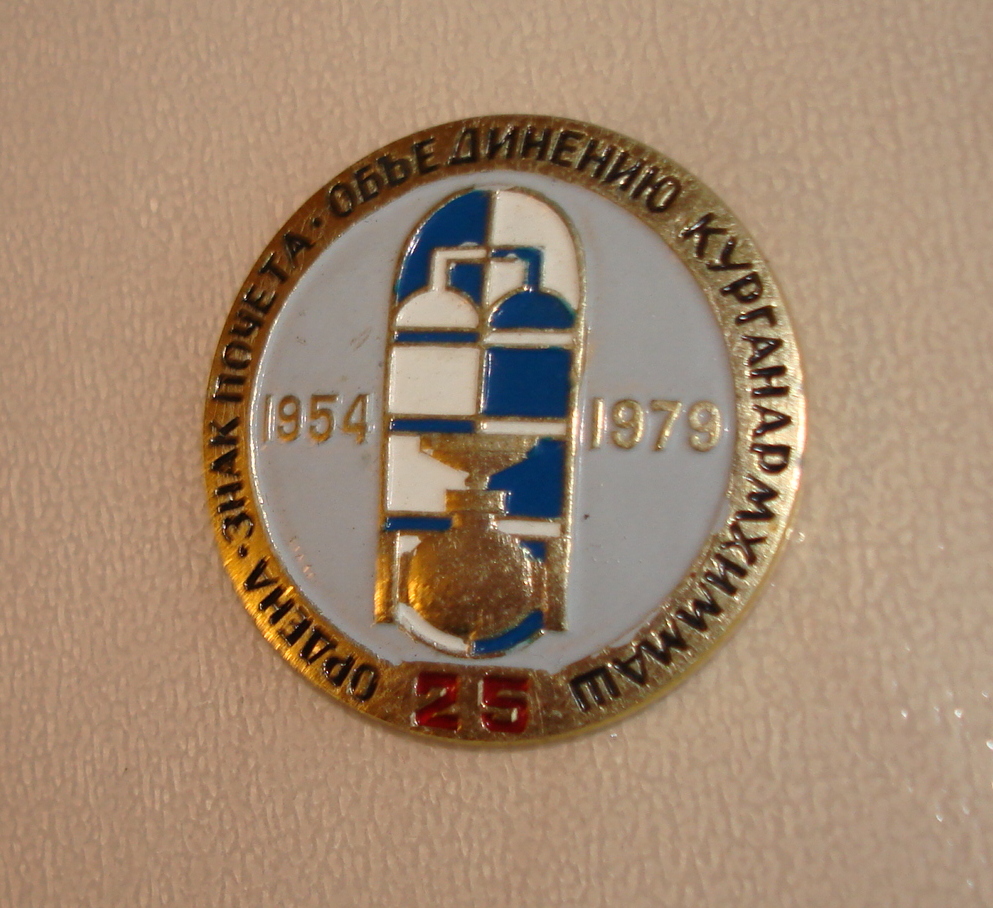 ОРДЕНА·ЗНАК ПОЧЕТА·ОБЪЕДИНЕНИЮ КУРГАНАРМХИММАШ
1954 1979
25